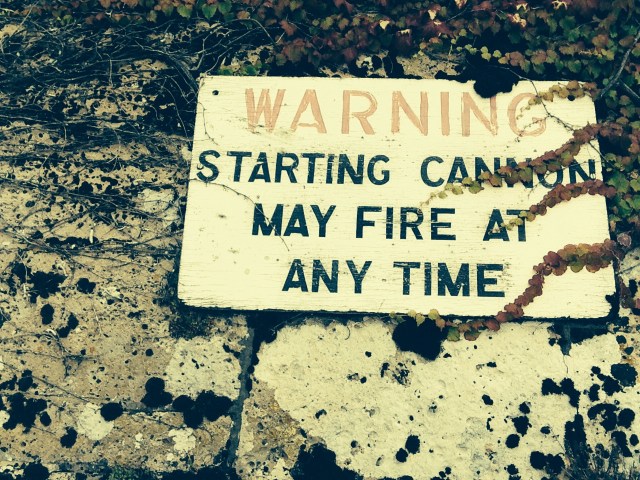 WARNING
STARTING CANNON
MAY FIRE AT
ANY TIME